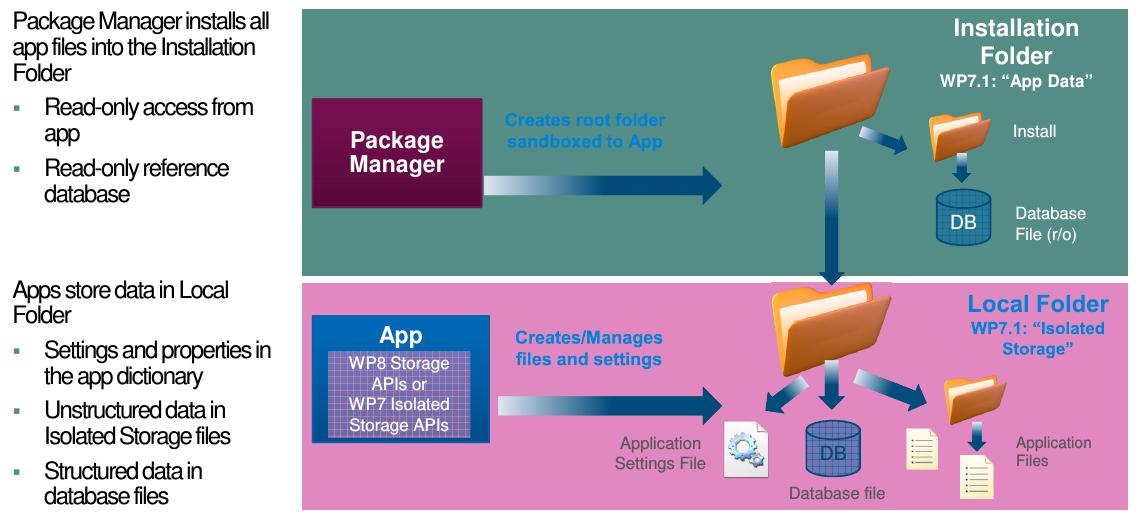 Package Manager installs all
app files into the Installation
Folder
▪ Read-only access from
app
▪ Read-only reference
database
Installation
Folder
WP7.1: “App Data”
Package
Manager
Creates root folder
sandboxed to App
Install
DB
Database
File (r/o)
Apps store data in Local
Folder
▪ Settings and properties in
the app dictionary
▪ Unstructured data in
Isolated Storage files
▪ Structured data in
database files
Local Folder
WP7.1: “Isolated
Storage”
App
WP8 Storage
APIs or
WP7 Isolated
Storage APIs
Creates/Manages
files and settings
Application
Settings File
DB
Database file
Application
Files